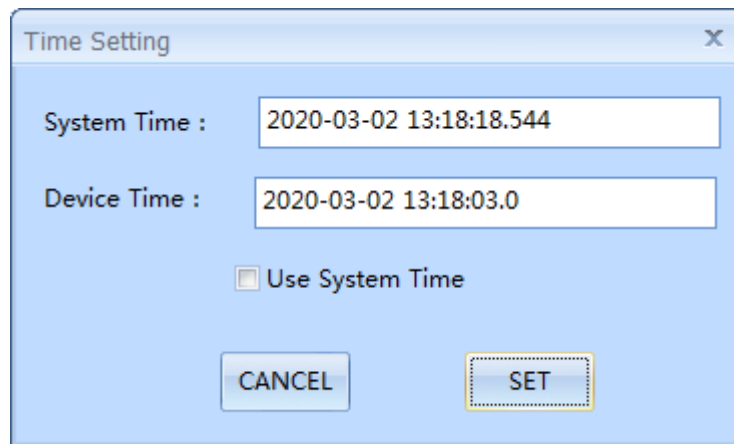 Time Setting x
System Time : 2020-03-02 13:18:18.544
Device Time : 2020-03-02 13:18:03.0
Use System Time
CANCEL SET